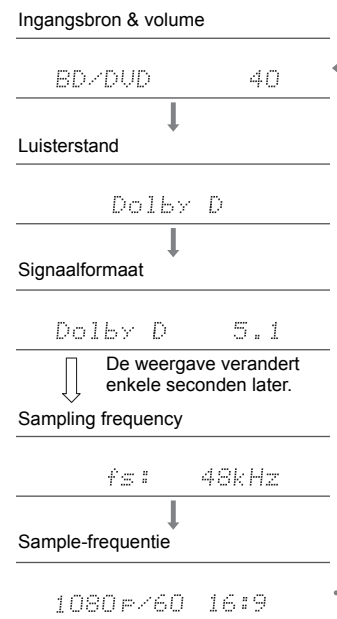 Ingangsbron & volume
BD/DVD 40
Luisterstand
Dolby D
Signaalformaat
Dolby D 5.1
De weergave verandert
enkele seconden later.
Sampling frequency
fs: 48kHz
Sample-frequentie
1080p/60 16:9